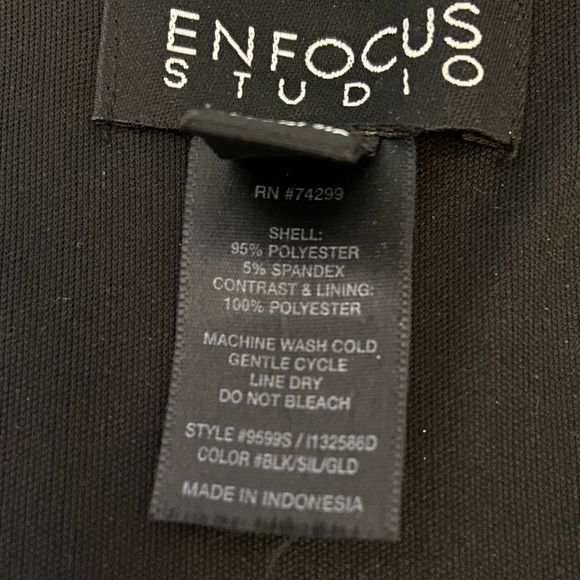 ENFOCUS
STUDIO
RN #74299
SHELL:
95% POLYESTER
5% SPANDEX
CONTRAST & LINING:
100% POLYESTER
MACHINE WASH COLD
GENTLE CYCLE
LINE DRY
DO NOT BLEACH
STYLE #9599S / I132586D
COLOR #BLK/SIL/GLD
MADE IN INDONESIA